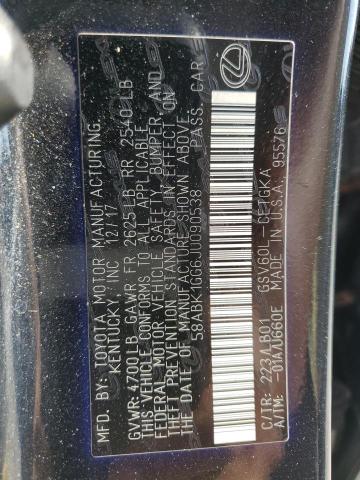 MFD. BY: TOYOTA MOTOR MANUFACTURING,
KENTUCKY, INC. 12/17
GVWR: 4700LB GAWR FR 2625LB RR 2540LB
THIS VEHICLE CONFORMS TO ALL APPLICABLE
FEDERAL MOTOR VEHICLE SAFETY, BUMPER, AND
THEFT PREVENTION STANDARDS IN EFFECT ON
THE DATE OF MANUFACTURE SHOWN ABOVE.
58ABK1GGGJU090538 PASS. CAR
GSV60L-CETGKA
MADE IN U.S.A. 95576
C/TR: 223/LB01
A/TM: -01A/U660E